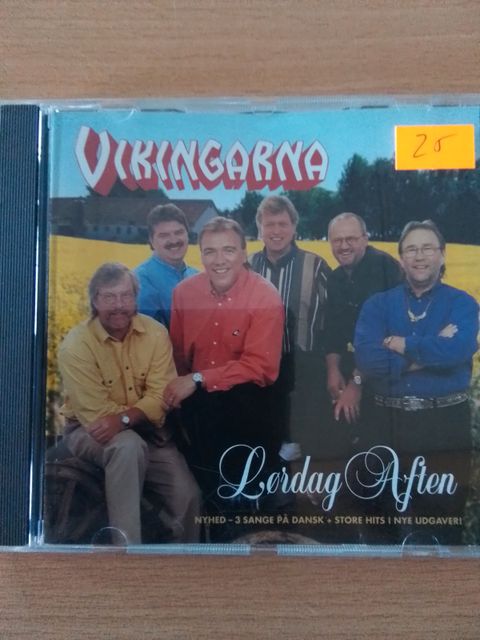 VIKINGARNA
25
Lørdag Aften
NYHED - 3 SANGE PÅ DANSK + STORE HITS I NYE UDGAVER!